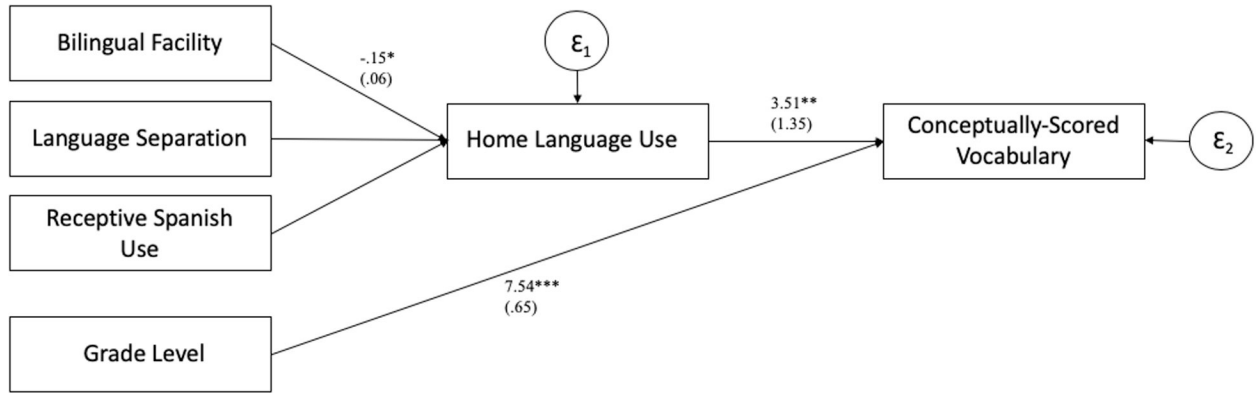 Bilingual Facility
-.15*
(.06)
Language Separation
Receptive Spanish
Use
Grade Level
ε1
Home Language Use
3.51**
(1.35)
7.54***
(.65)
Conceptually-Scored
Vocabulary
ε2